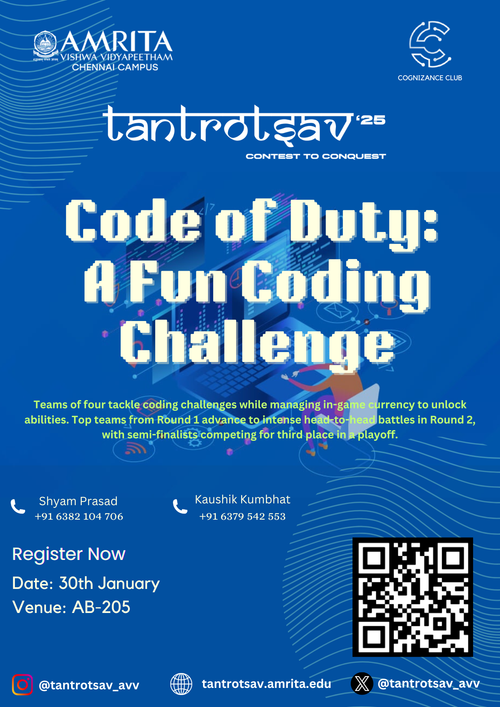 AMRITA
VISHWA VIDYAPEETHAM
CHENNAI CAMPUS
COGNIZANCE CLUB
tantrotsav '25
CONTEST TO CONQUEST
Code of Duty:
A Fun Coding
Challenge
Teams of four tackle coding challenges while managing in-game currency to unlock
abilities. Top teams from Round 1 advance to intense head-to-head battles in Round 2,
with semi-finalists competing for third place in a playoff.
Shyam Prasad
+91 6382 104 706
Kaushik Kumbhat
+91 6379 542 553
Register Now
Date: 30th January
Venue: AB-205
@tantrotsav_avv
tantrotsav.amrita.edu
@tantrotsav_avv